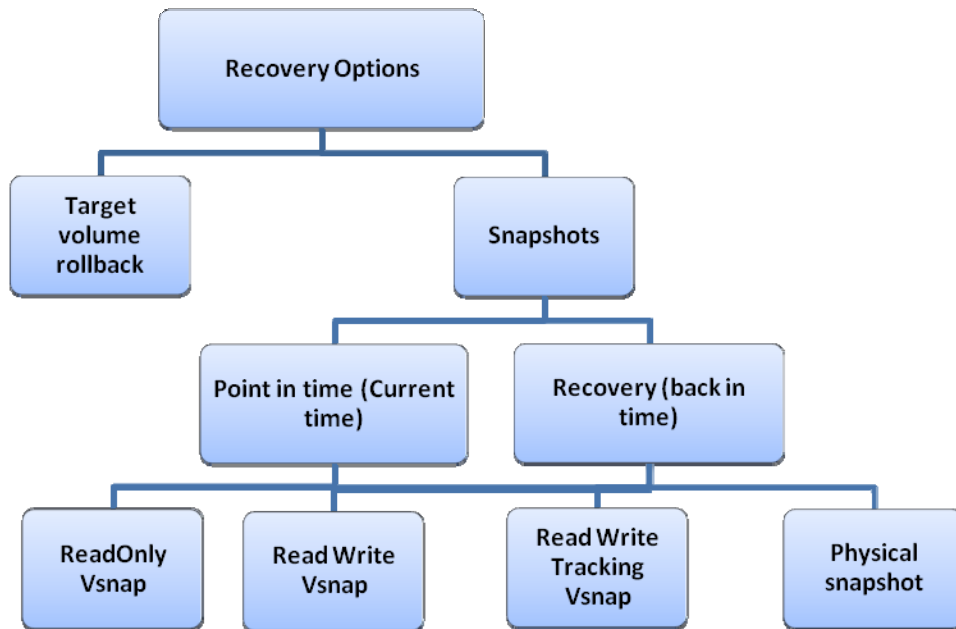 Recovery Options
Target
volume
rollback
Snapshots
Point in time (Current
time)
Recovery (back in
time)
ReadOnly
Vsnap
Read Write
Vsnap
Read Write
Tracking
Vsnap
Physical
snapshot